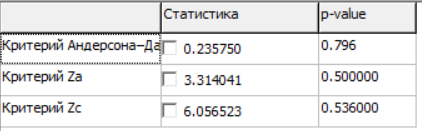 Статистика p-value
Критерий Андерсона–Да 0.235750 0.796
Критерий Za 3.314041 0.500000
Критерий Zc 6.056523 0.536000